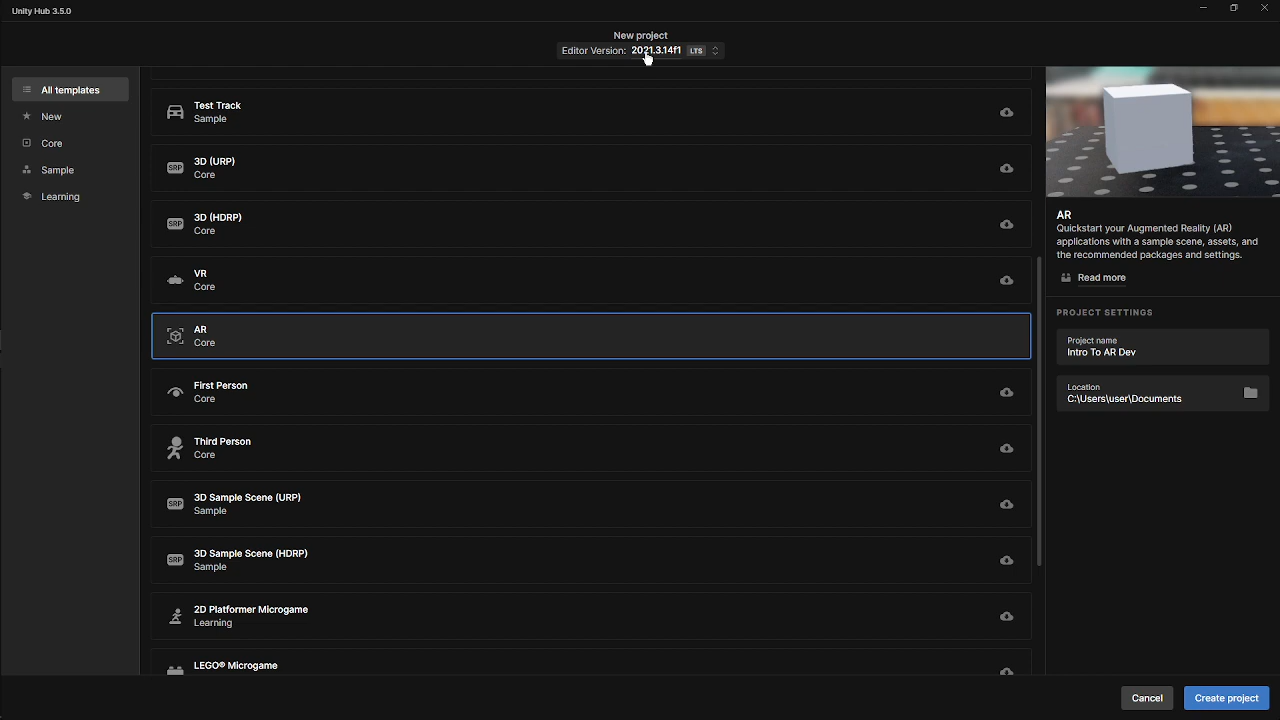 Unity Hub 3.5.0
New project
Editor Version: 2021.3.14f1 LTS
All templates
New
Core
Sample
Learning
Test Track
Sample
SRP
3D (URP)
Core
SRP
3D (HDRP)
Core
VR
Core
AR
Core
First Person
Core
Third Person
Core
SRP
3D Sample Scene (URP)
Sample
SRP
3D Sample Scene (HDRP)
Sample
2D Platformer Microgame
Learning
LEGO® Microgame
AR
Quickstart your Augmented Reality (AR)
applications with a sample scene, assets, and
the recommended packages and settings.
Read more
PROJECT SETTINGS
Project name
Intro To AR Dev
Location
C:\Users\user\Documents
Cancel
Create project